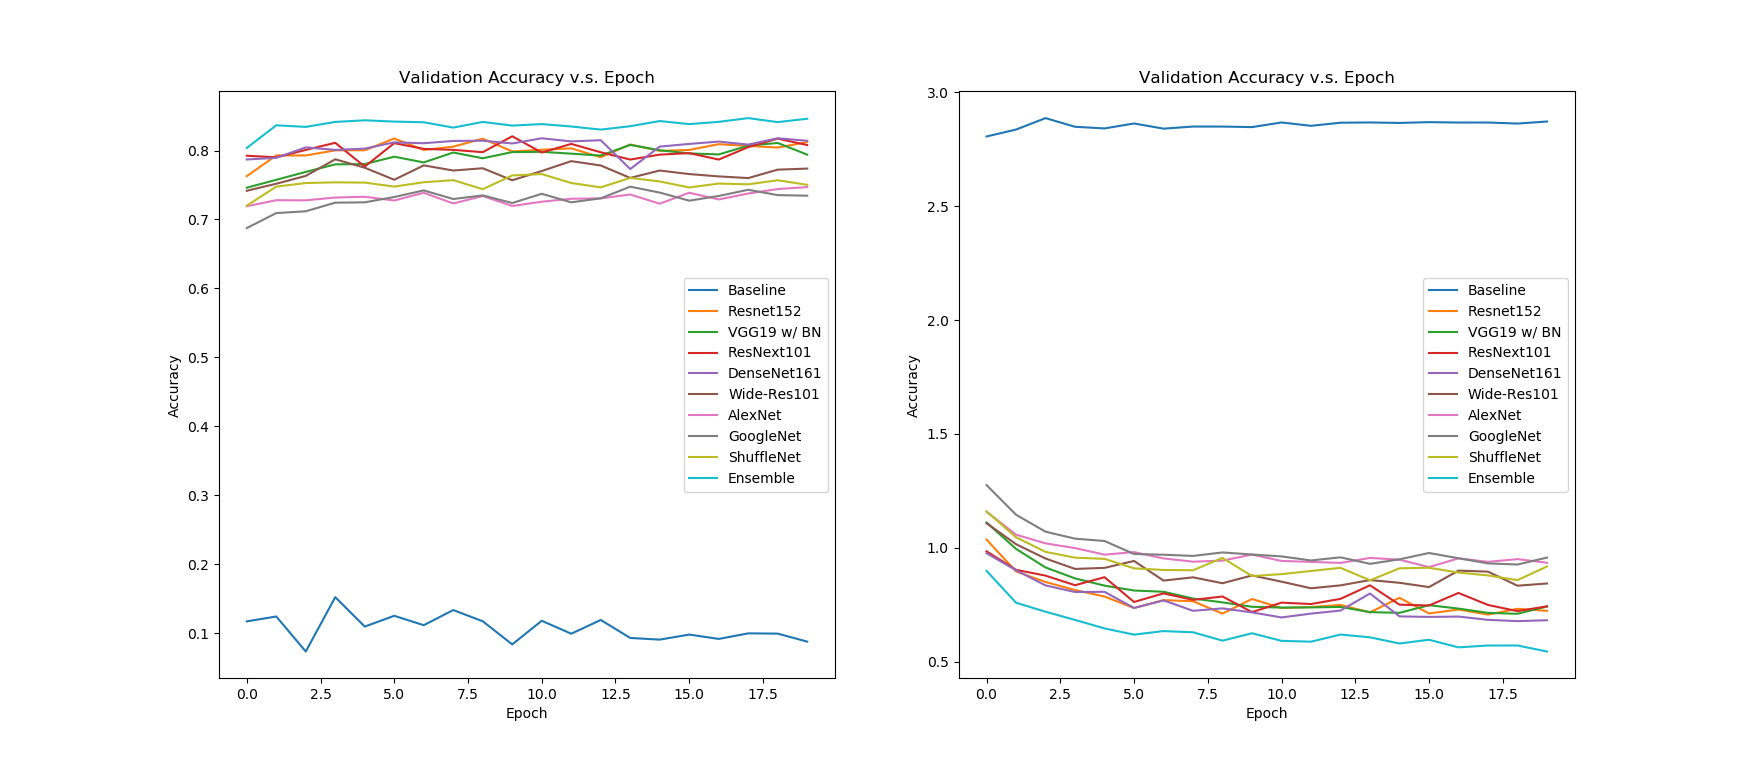 Validation Accuracy v.s. Epoch
Accuracy
0.8
0.7
0.6
0.5
0.4
0.3
0.2
0.1
0.0 2.5 5.0 7.5 10.0 12.5 15.0 17.5
Epoch
Baseline
Resnet152
VGG19 w/ BN
ResNext101
DenseNet161
Wide-Res101
AlexNet
GoogleNet
ShuffleNet
Ensemble
Validation Accuracy v.s. Epoch
Accuracy
3.0
2.5
2.0
1.5
1.0
0.5
0.0 2.5 5.0 7.5 10.0 12.5 15.0 17.5
Epoch
Baseline
Resnet152
VGG19 w/ BN
ResNext101
DenseNet161
Wide-Res101
AlexNet
GoogleNet
ShuffleNet
Ensemble